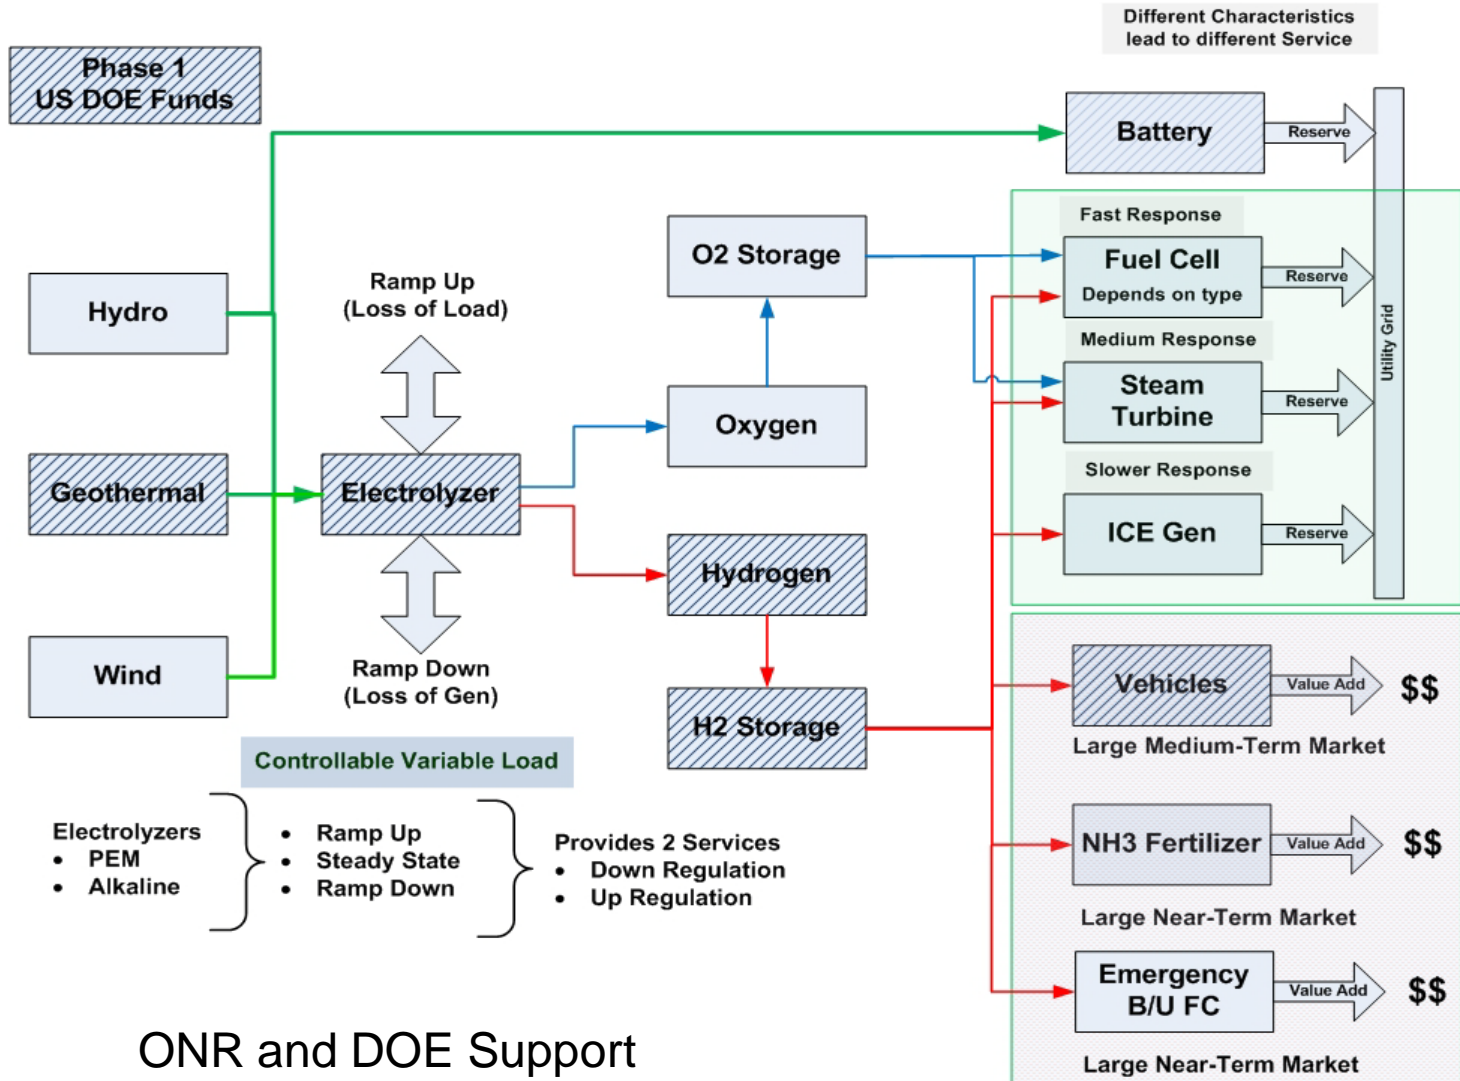 Different Characteristics
lead to different Service
Phase 1
US DOE Funds
Battery
Reserve
Fast Response
O2 Storage
Fuel Cell
Depends on type
Reserve
Ramp Up
(Loss of Load)
Hydro
Utility Grid
Medium Response
Steam
Turbine
Reserve
Oxygen
Slower Response
Geothermal
Electrolyzer
ICE Gen
Reserve
Hydrogen
Ramp Down
(Loss of Gen)
Wind
Vehicles
Value Add
$$
Large Medium-Term Market
H2 Storage
Controllable Variable Load
Electrolyzers
• PEM
• Alkaline
• Ramp Up
• Steady State
• Ramp Down
Provides 2 Services
• Down Regulation
• Up Regulation
NH3 Fertilizer
Value Add
$$
Large Near-Term Market
Emergency
B/U FC
Value Add
$$
Large Near-Term Market
ONR and DOE Support